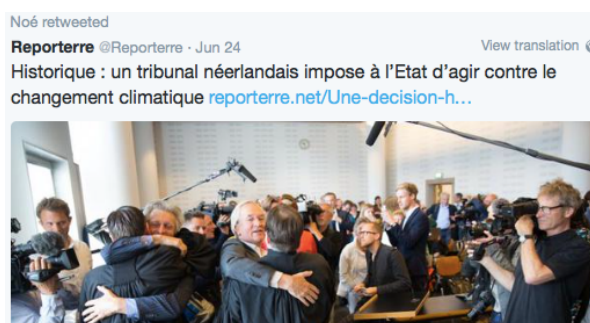 Noé retweeted
Reporterre @Reporterre · Jun 24 View translation
Historique : un tribunal néerlandais impose à l'Etat d'agir contre le
changement climatique reporterre.net/Une-decision-h...